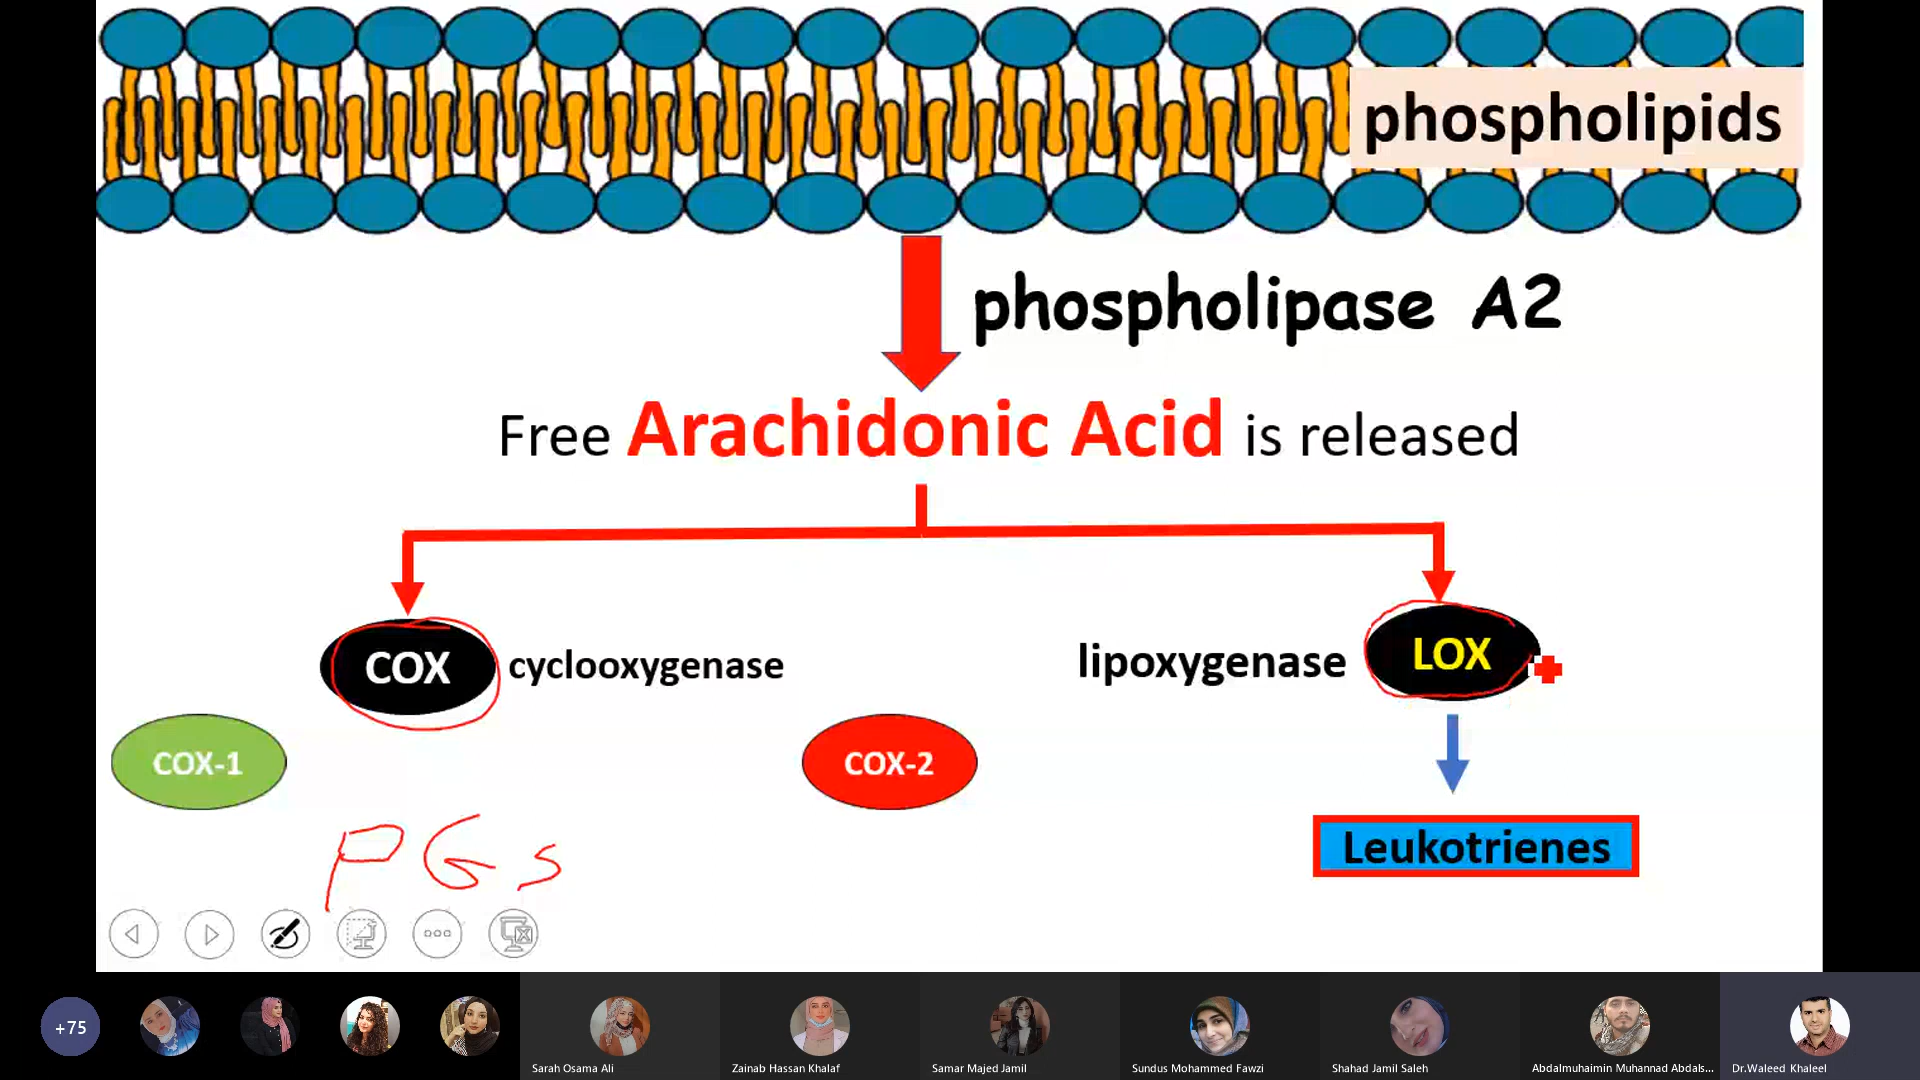 phospholipids
phospholipase A2
Free Arachidonic Acid is released
COX cyclooxygenase
lipoxygenase LOX
COX-1
COX-2
PGs
Leukotrienes
+75
Sarah Osama Ali
Zainab Hassan Khalaf
Samar Majed Jamil
Sundus Mohammed Fawzi
Shahad Jamil Saleh
Abdalmuhaimin Muhannad Abdals...
Dr.Waleed Khaleel